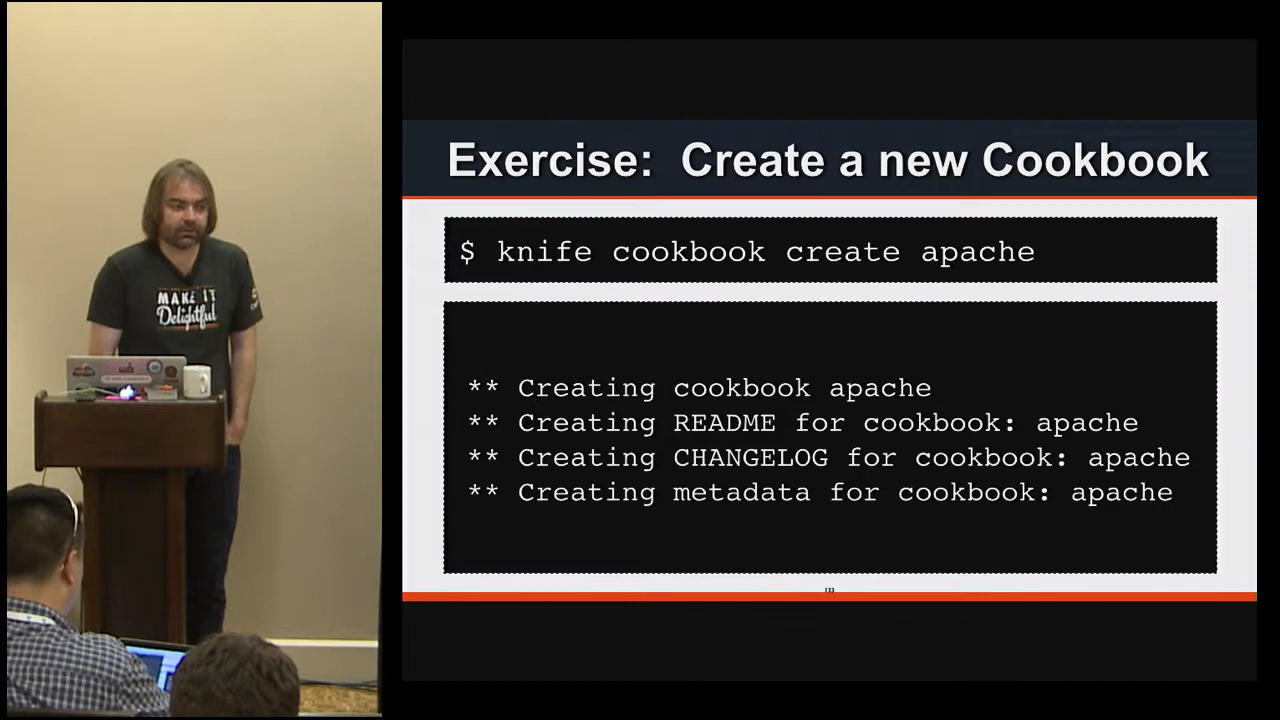 MAKE IT
Delightful
Exercise:  Create a new Cookbook
$ knife cookbook create apache
** Creating cookbook apache
** Creating README for cookbook: apache
** Creating CHANGELOG for cookbook: apache
** Creating metadata for cookbook: apache
133